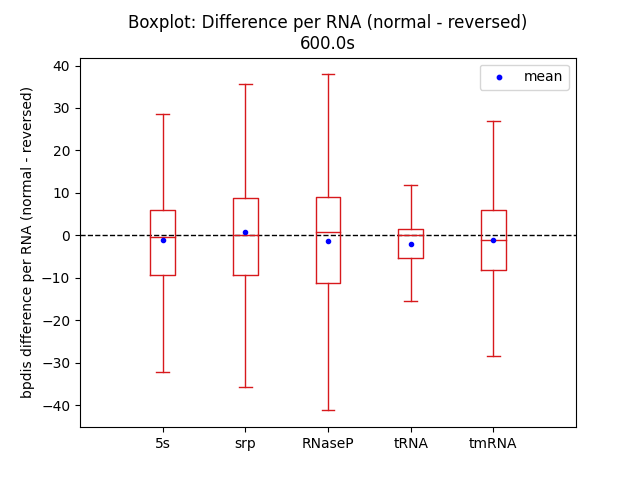 Boxplot: Difference per RNA (normal - reversed)
600.0s
mean
bpdis difference per RNA (normal - reversed)
40
30
20
10
0
−10
−20
−30
−40
5s srp RNaseP tRNA tmRNA